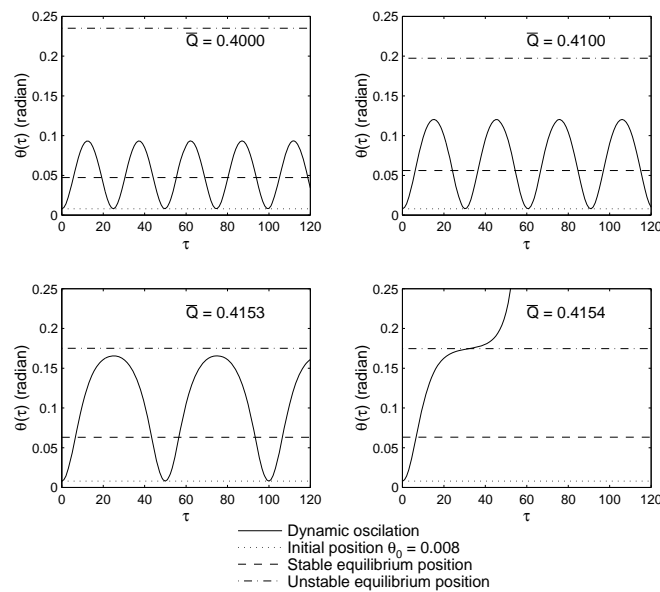 0.25
0.2
0.15
0.1
0.05
0
θ(τ) (radian)
Q̅ = 0.4000
0 20 40 60 80 100 120
τ
0.25
0.2
0.15
0.1
0.05
0
θ(τ) (radian)
Q̅ = 0.4100
0 20 40 60 80 100 120
τ
0.25
0.2
0.15
0.1
0.05
0
θ(τ) (radian)
Q̅ = 0.4153
0 20 40 60 80 100 120
τ
0.25
0.2
0.15
0.1
0.05
0
θ(τ) (radian)
Q̅ = 0.4154
0 20 40 60 80 100 120
τ
Dynamic oscilation
Initial position θ₀ = 0.008
Stable equilibrium position
Unstable equilibrium position